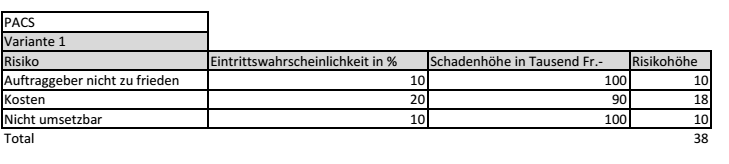 PACS
Variante 1
Risiko Eintrittswahrscheinlichkeit in % Schadenhöhe in Tausend Fr.- Risikohöhe
Auftraggeber nicht zu frieden 10 100 10
Kosten 20 90 18
Nicht umsetzbar 10 100 10
Total 38